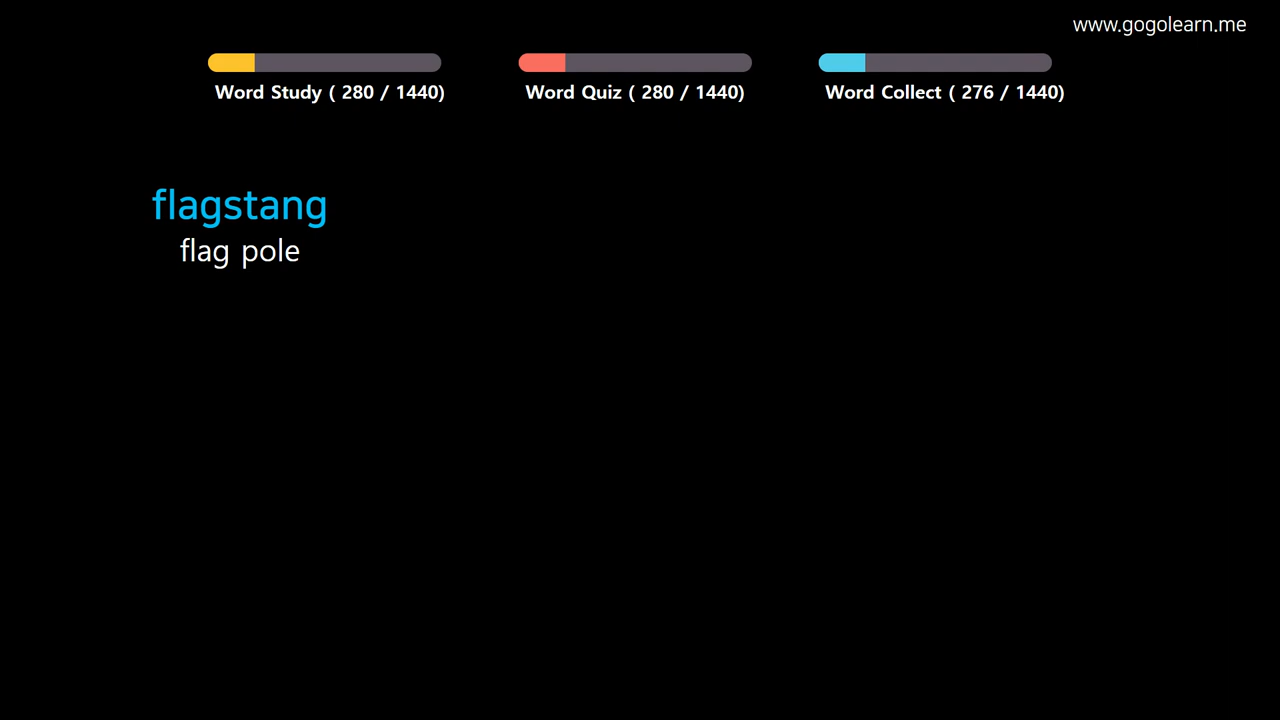 www.gogolearn.me
Word Study ( 280 / 1440)
Word Quiz ( 280 / 1440)
Word Collect ( 276 / 1440)
flagstang
flag pole